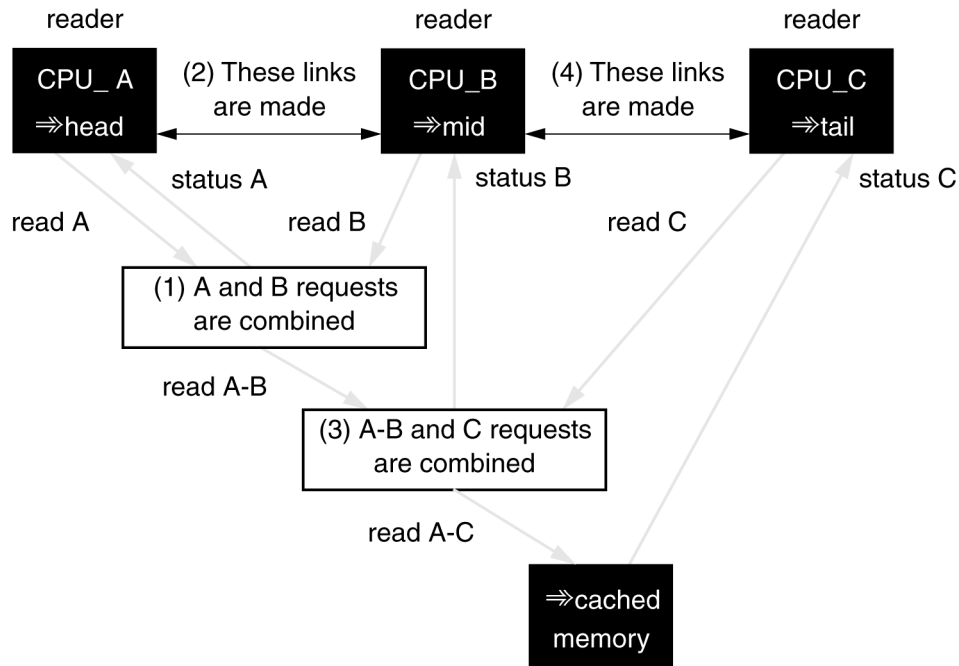 reader
reader
reader
CPU_ A
⇒head
(2) These links
are made
CPU_B
⇒mid
(4) These links
are made
CPU_C
⇒tail
status A
status B
status C
read A
read B
read C
(1) A and B requests
are combined
read A-B
(3) A-B and C requests
are combined
read A-C
⇒cached
memory